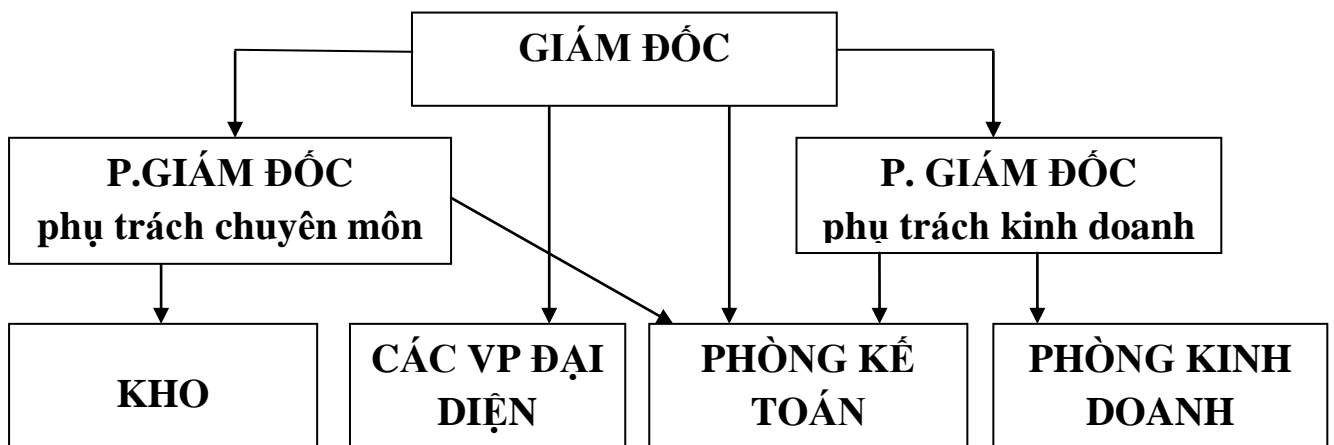 GIÁM ĐỐC
P.GIÁM ĐỐC
phụ trách chuyên môn
P. GIÁM ĐỐC
phụ trách kinh doanh
KHO
CÁC VP ĐẠI
DIỆN
PHÒNG KẾ
TOÁN
PHÒNG KINH
DOANH